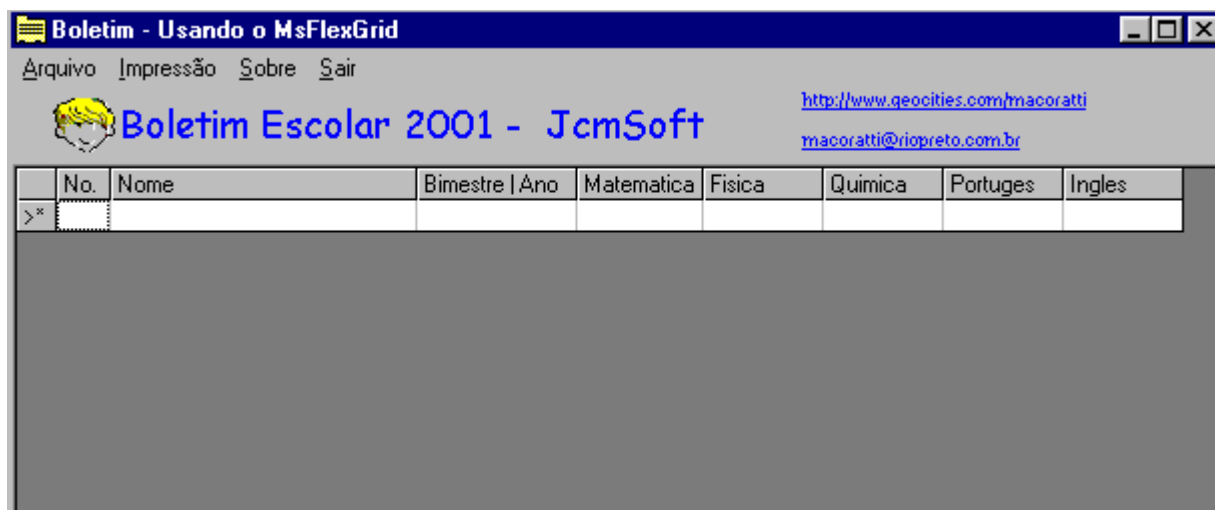 Boletim - Usando o MsFlexGrid
Arquivo Impressão Sobre Sair
Boletim Escolar 2001 - JcmSoft
http://www.geocities.com/macoratti
macoratti@riopreto.com.br
No. Nome Bimestre | Ano Matematica Fisica Quimica Portuges Ingles
>*